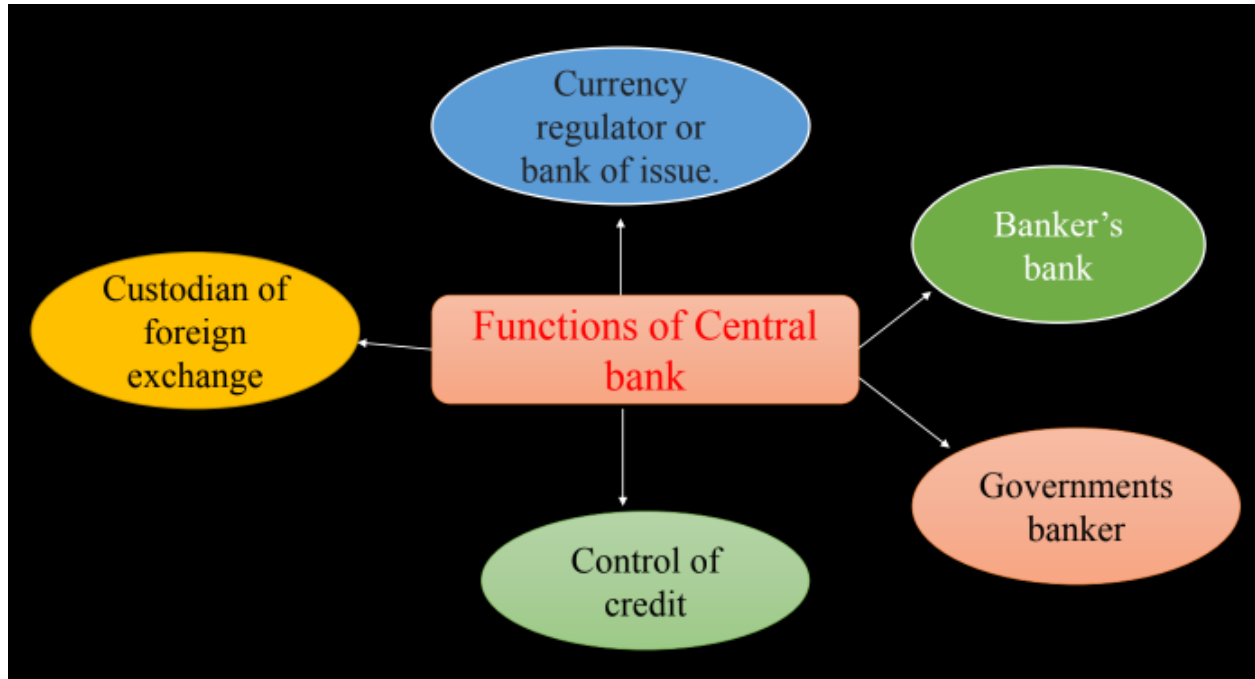 Currency
regulator or
bank of issue.
Banker’s
bank
Custodian of
foreign
exchange
Functions of Central
bank
Governments
banker
Control of
credit